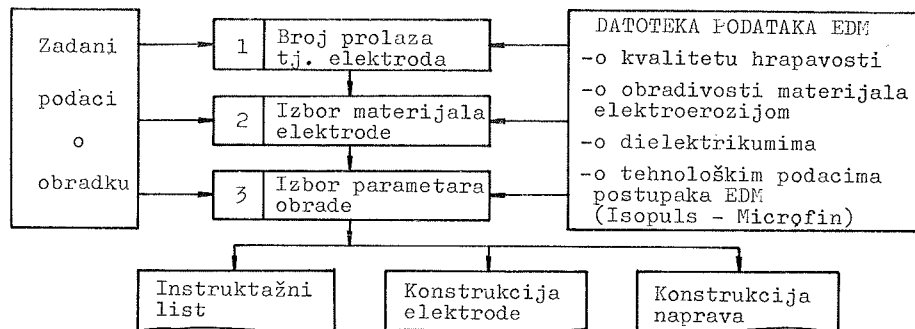 Zadani
podaci
o
obradku
1 Broj prolaza
tj. elektroda
2 Izbor materijala
elektrode
3 Izbor parametara
obrade
DATOTEKA PODATAKA EDM
-o kvalitetu hrapavosti
-o obradivosti materijala
elektroerozijom
-o dielektrikumima
-o tehnološkim podacima
postupaka EDM
(Isopuls - Microfin)
Instruktažni
list
Konstrukcija
elektrode
Konstrukcija
naprava